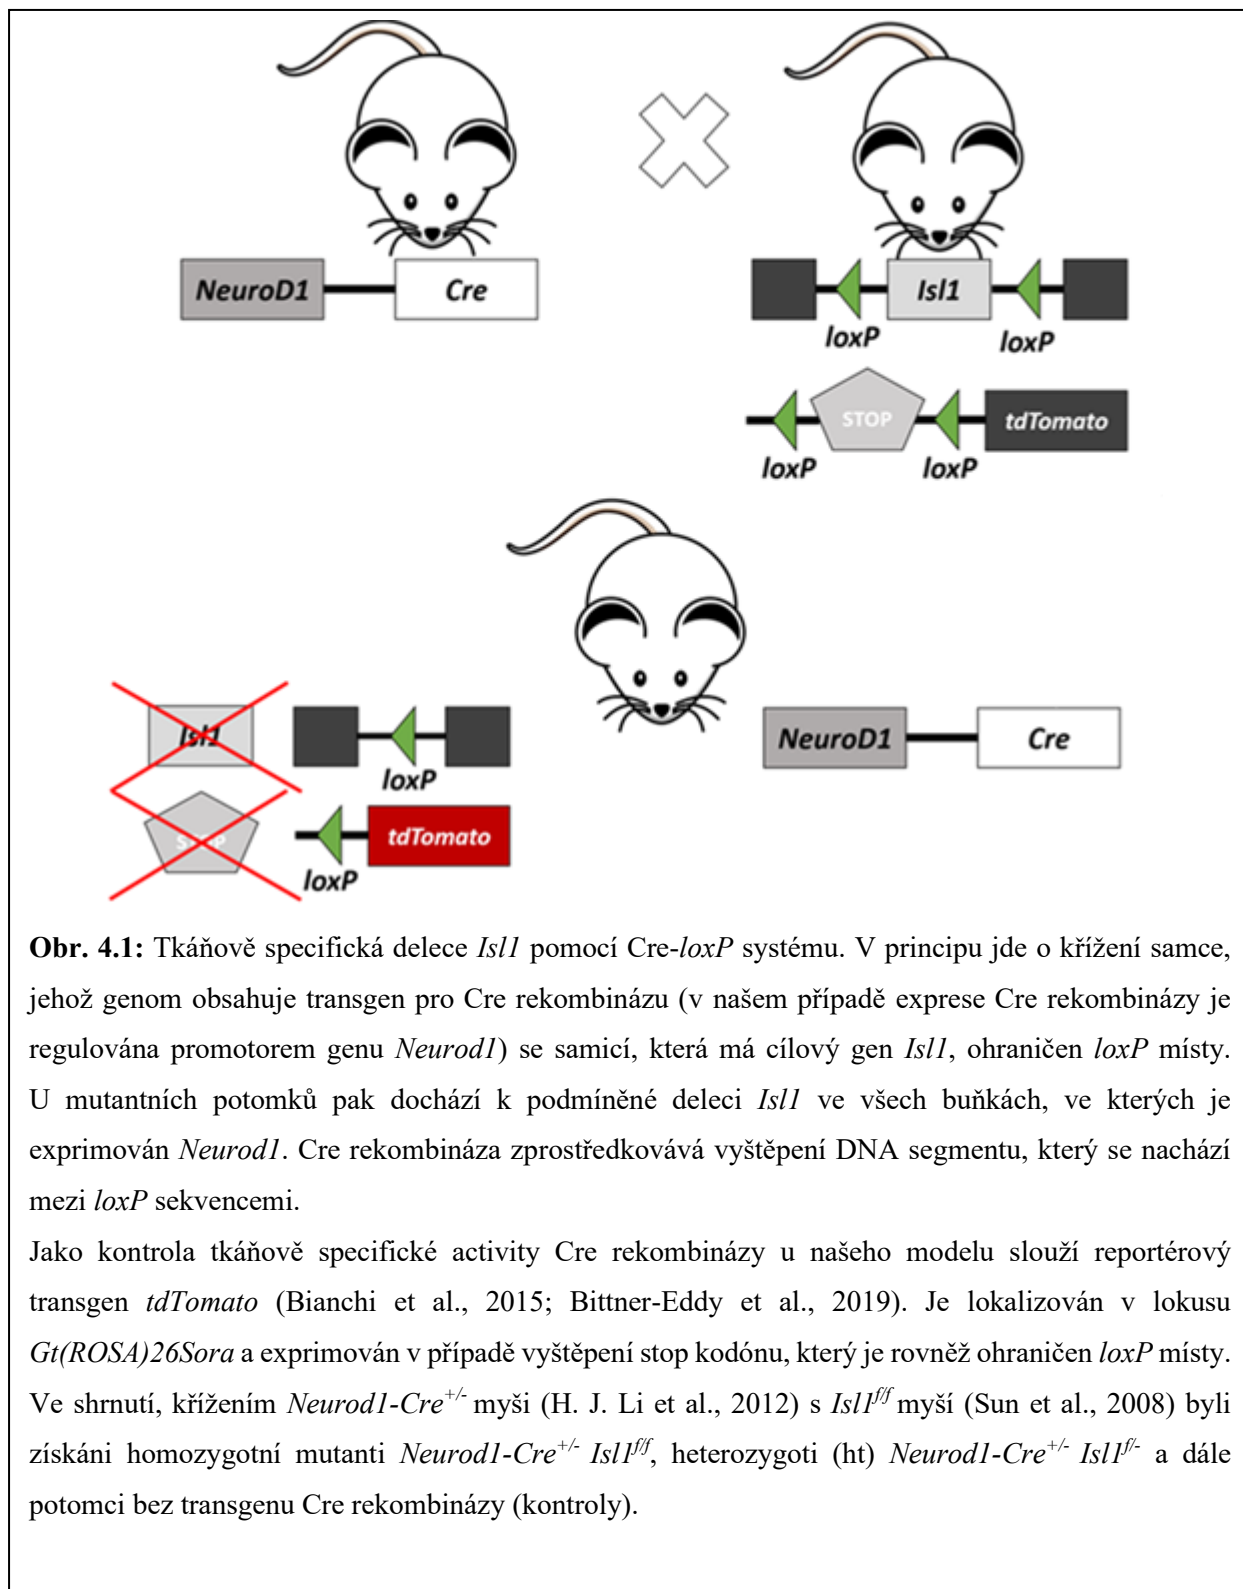 NeuroD1
Cre
Isl1
loxP
loxP
STOP
tdTomato
loxP
loxP
Isl1
loxP
NeuroD1
Cre
STOP
tdTomato
loxP
Obr. 4.1: Tkáňově specifická delece Isl1 pomocí Cre-loxP systému. V principu jde o křížení samce,
jehož genom obsahuje transgen pro Cre rekombinázu (v našem případě exprese Cre rekombinázy je
regulována promotorem genu Neurod1) se samicí, která má cílový gen Isl1, ohraničen loxP místy.
U mutantních potomků pak dochází k podmíněné deleci Isl1 ve všech buňkách, ve kterých je
exprimován Neurod1. Cre rekombináza zprostředkovává vyštěpení DNA segmentu, který se nachází
mezi loxP sekvencemi.
Jako kontrola tkáňově specifické activity Cre rekombinázy u našeho modelu slouží reportérový
transgen tdTomato (Bianchi et al., 2015; Bittner-Eddy et al., 2019). Je lokalizován v lokusu
Gt(ROSA)26Sora a exprimován v případě vyštěpení stop kodónu, který je rovněž ohraničen loxP místy.
Ve shrnutí, křížením Neurod1-Cre+/- myši (H. J. Li et al., 2012) s Isl1f/f myší (Sun et al., 2008) byli
získáni homozygotní mutanti Neurod1-Cre+/- Isl1f/f, heterozygoti (ht) Neurod1-Cre+/- Isl1f/- a dále
potomci bez transgenu Cre rekombinázy (kontroly).